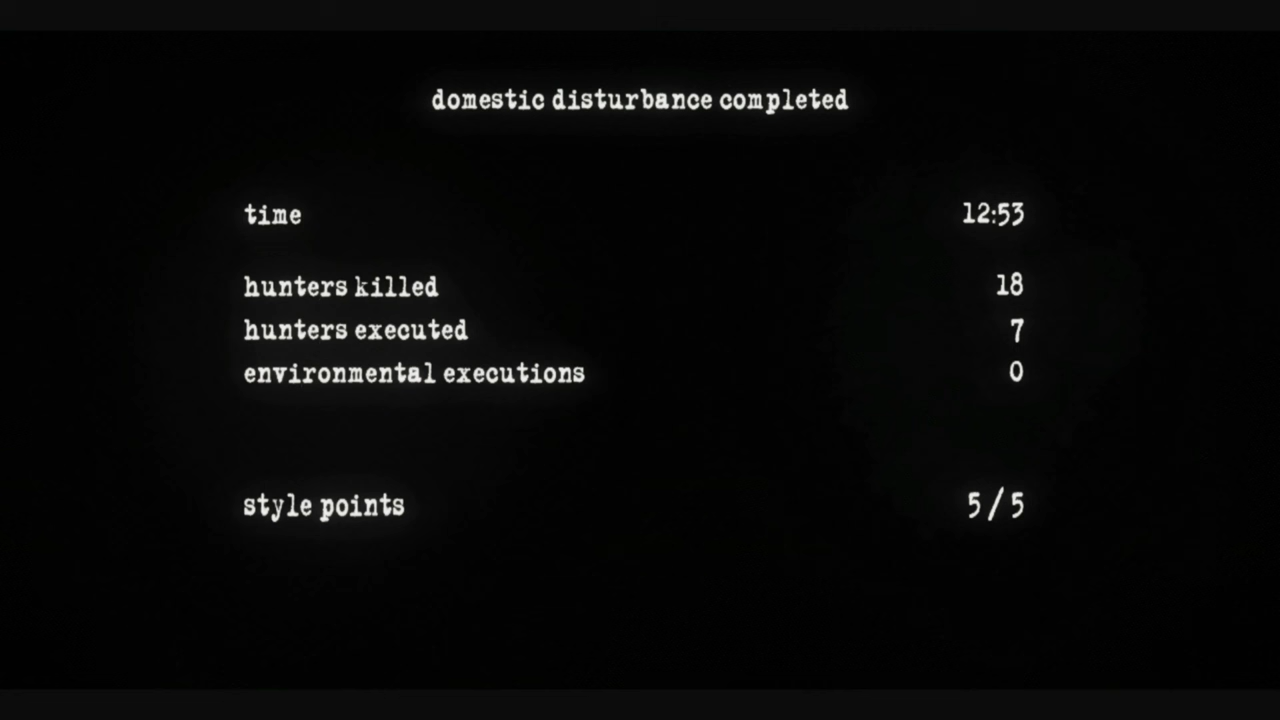 domestic disturbance completed
time 12:53
hunters killed 18
hunters executed 7
environmental executions 0
style points 5/5